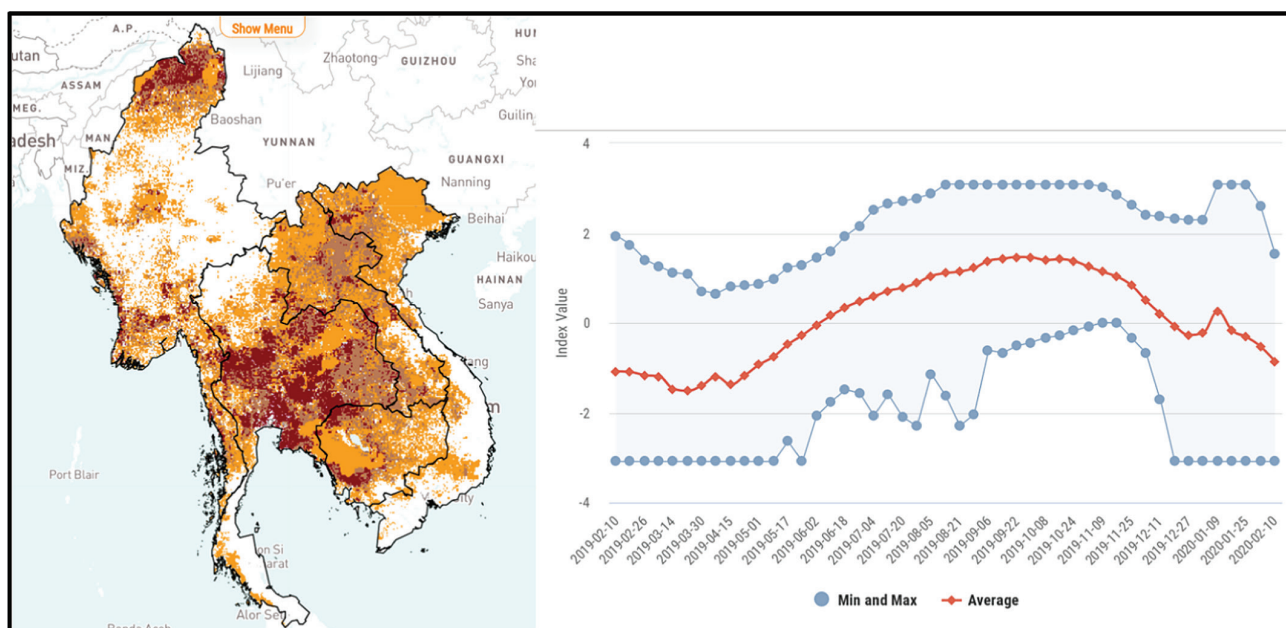 A.P.
Show Menu
utan
Lijiang
Zhaotong
GUIZHOU
ASSAM
MEG.
Baoshan
Guilin
adesh
MAN
YUNNAN
MIZ.
Pu'er
GUANGXI
Nanning
Beihai
Haikou
HAINAN
Sanya
Port Blair
Alor Se
Index Value
4
2
0
-2
-4
2019-02-10
2019-02-26
2019-03-14
2019-03-30
2019-04-15
2019-05-01
2019-05-17
2019-06-02
2019-06-18
2019-07-04
2019-07-20
2019-08-05
2019-08-21
2019-09-06
2019-09-22
2019-10-08
2019-10-24
2019-11-09
2019-11-25
2019-12-11
2019-12-27
2020-01-09
2020-01-25
2020-02-10
Min and Max
Average